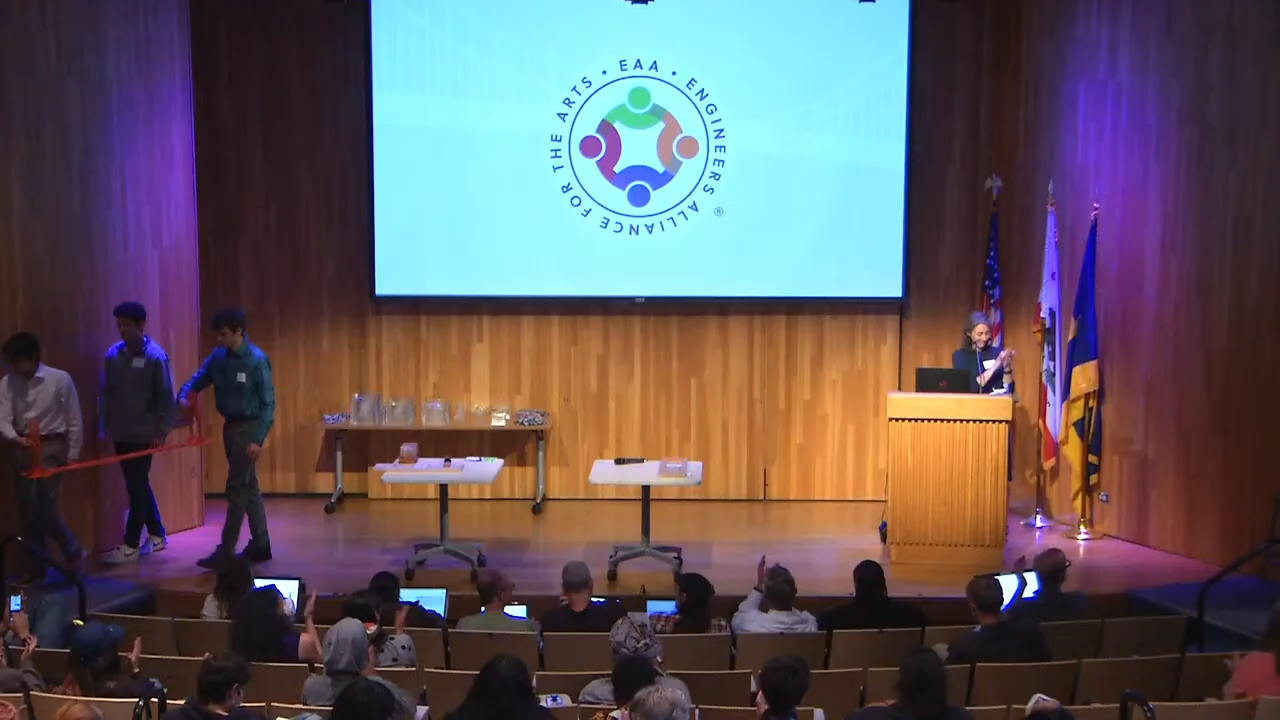 EAA • ENGINEERS ALLIANCE FOR THE ARTS •
®